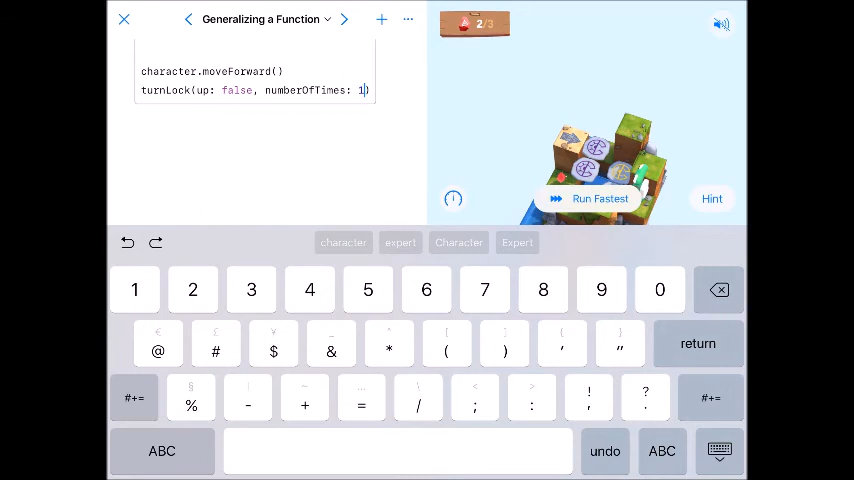 Generalizing a Function
2/3
character.moveForward()
turnLock(up: false, numberOfTimes: 1)
Run Fastest
Hint
character expert Character Expert
1 2 3 4 5 6 7 8 9 0
€ £ ¥ _ ^ [ ] { }
@ # $ & * ( ) ' "
return
§ | ~ … \ < > ! ?
#+= % - + = / ; : , . #+=
ABC undo ABC